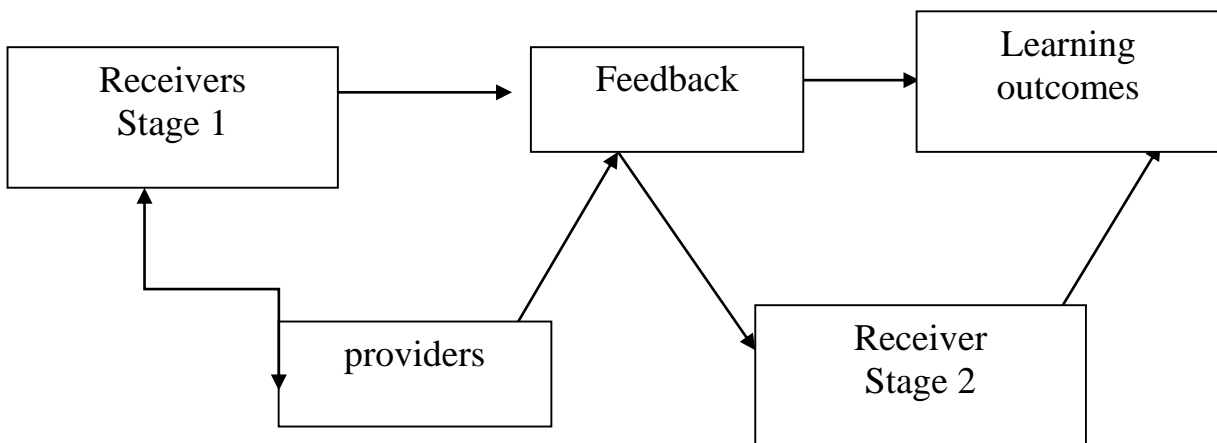 Receivers
Stage 1
Feedback
Learning
outcomes
providers
Receiver
Stage 2